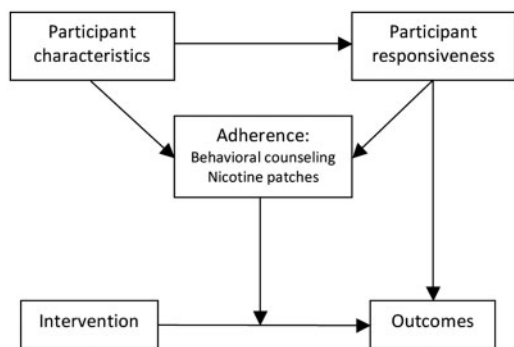 Participant
characteristics
Participant
responsiveness
Adherence:
Behavioral counseling
Nicotine patches
Intervention
Outcomes